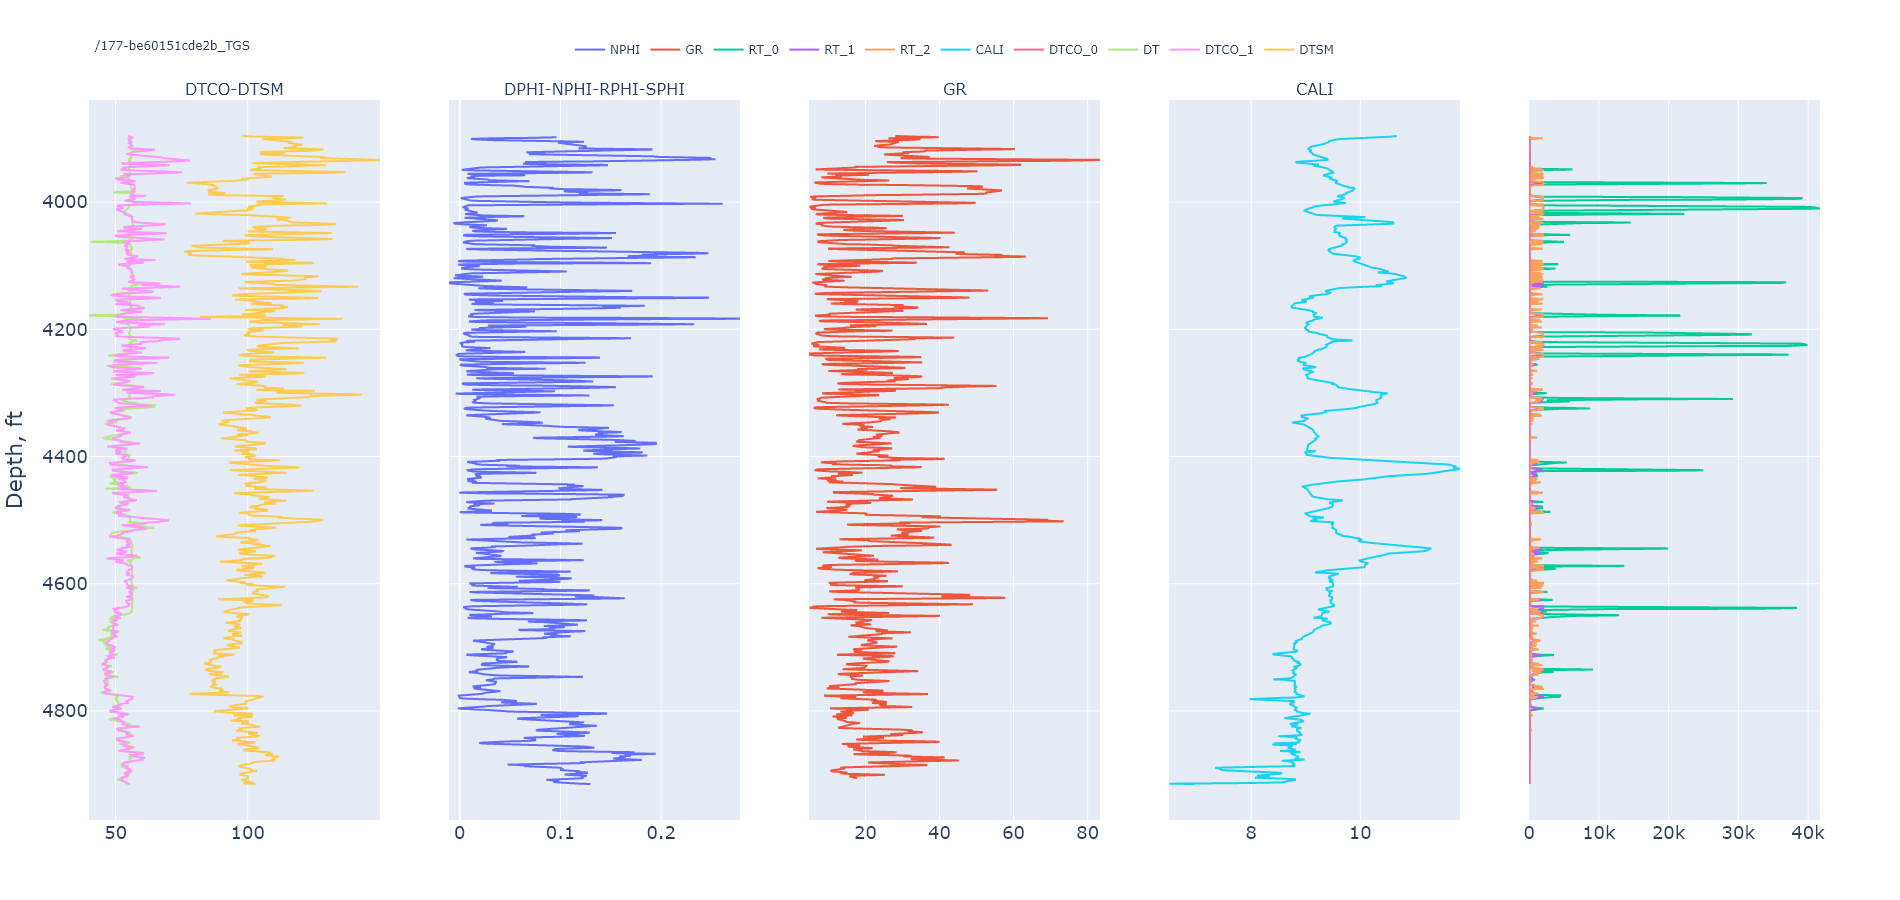 /177-be60151cde2b_TGS
NPHI GR RT_0 RT_1 RT_2 CALI DTCO_0 DT DTCO_1 DTSM
DTCO-DTSM DPHI-NPHI-RPHI-SPHI GR CALI
Depth, ft
4000
4200
4400
4600
4800
50 100 0 0.1 0.2 20 40 60 80 8 10 0 10k 20k 30k 40k